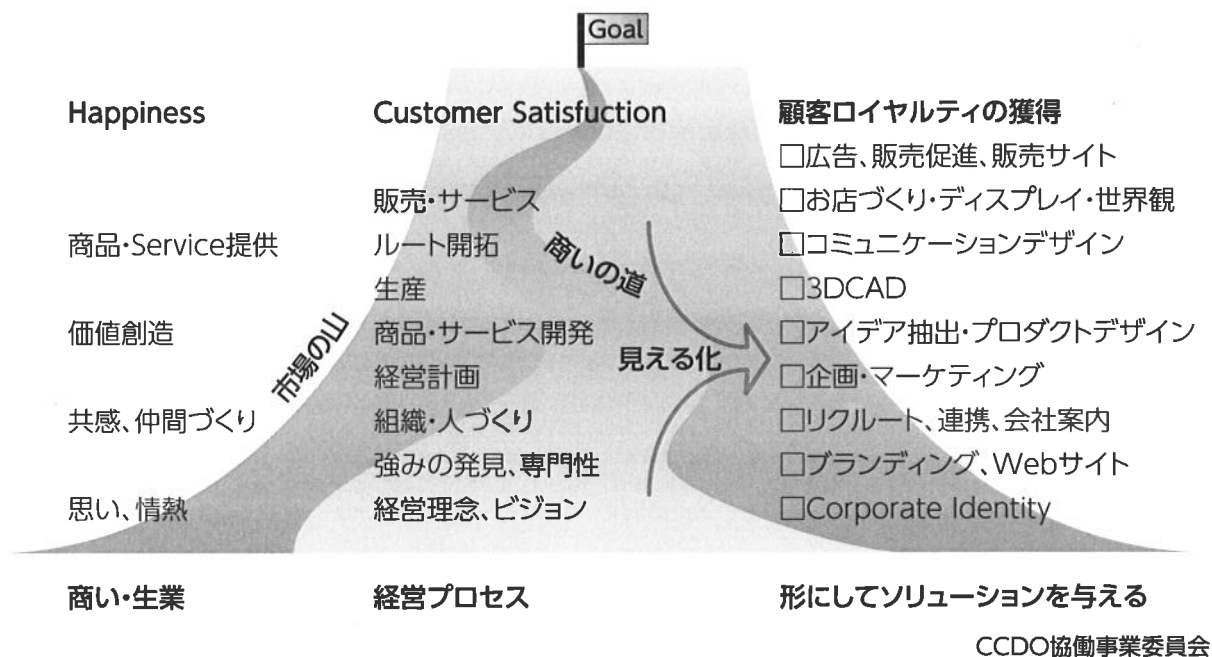 Goal
Happiness
Customer Satisfuction
顧客ロイヤルティの獲得
□広告、販売促進、販売サイト
販売・サービス
□お店づくり・ディスプレイ・世界観
商品・Service提供
ルート開拓
商いの道
□コミュニケーションデザイン
生産
□3DCAD
価値創造
市場の山
商品・サービス開発
見える化
□アイデア抽出・プロダクトデザイン
経営計画
□企画・マーケティング
共感、仲間づくり
組織・人づくり
□リクルート、連携、会社案内
強みの発見、専門性
□ブランディング、Webサイト
思い、情熱
経営理念、ビジョン
□Corporate Identity
商い・生業
経営プロセス
形にしてソリューションを与える
CCDO協働事業委員会